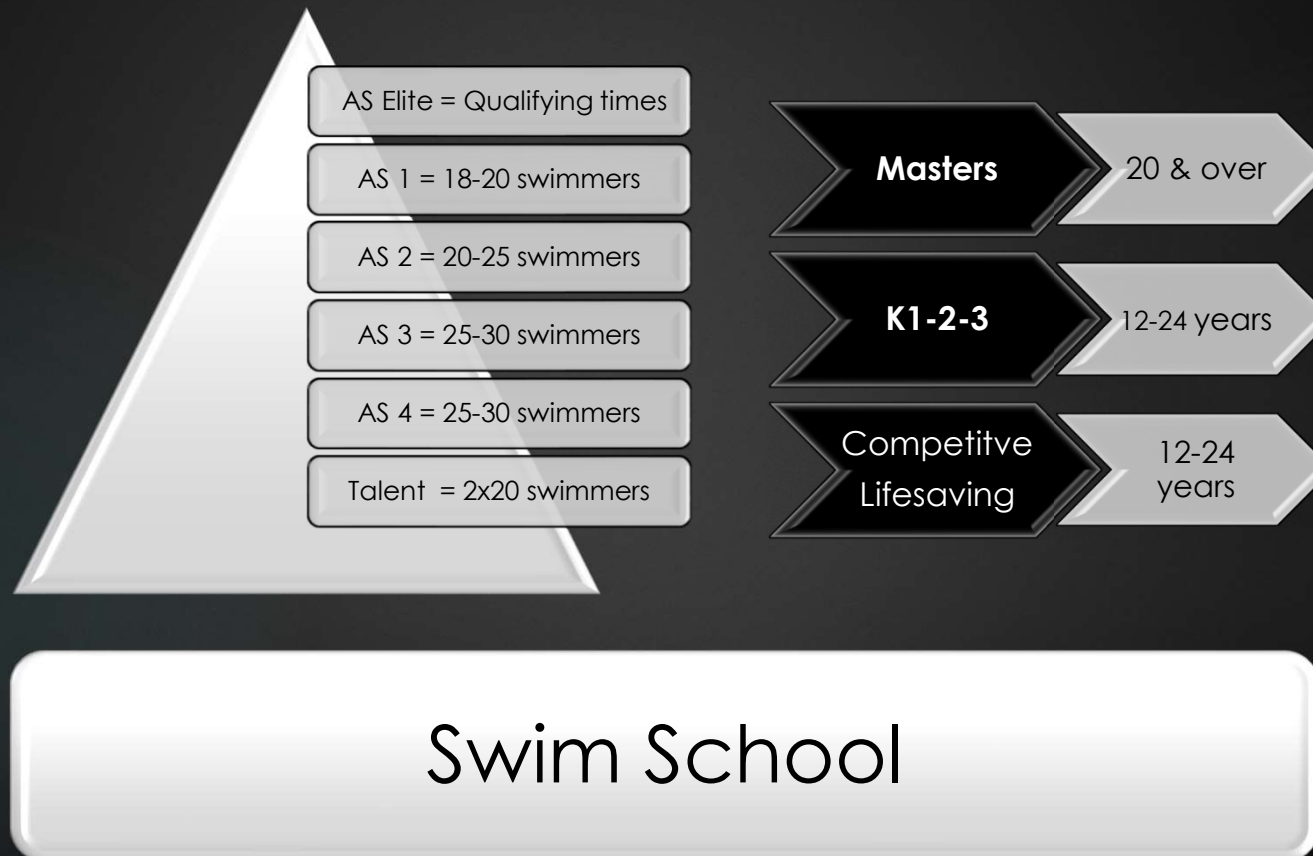 AS Elite = Qualifying times
AS 1 = 18-20 swimmers
AS 2 = 20-25 swimmers
AS 3 = 25-30 swimmers
AS 4 = 25-30 swimmers
Talent = 2x20 swimmers
Masters
20 & over
K1-2-3
12-24 years
Competitve
Lifesaving
12-24
years
Swim School